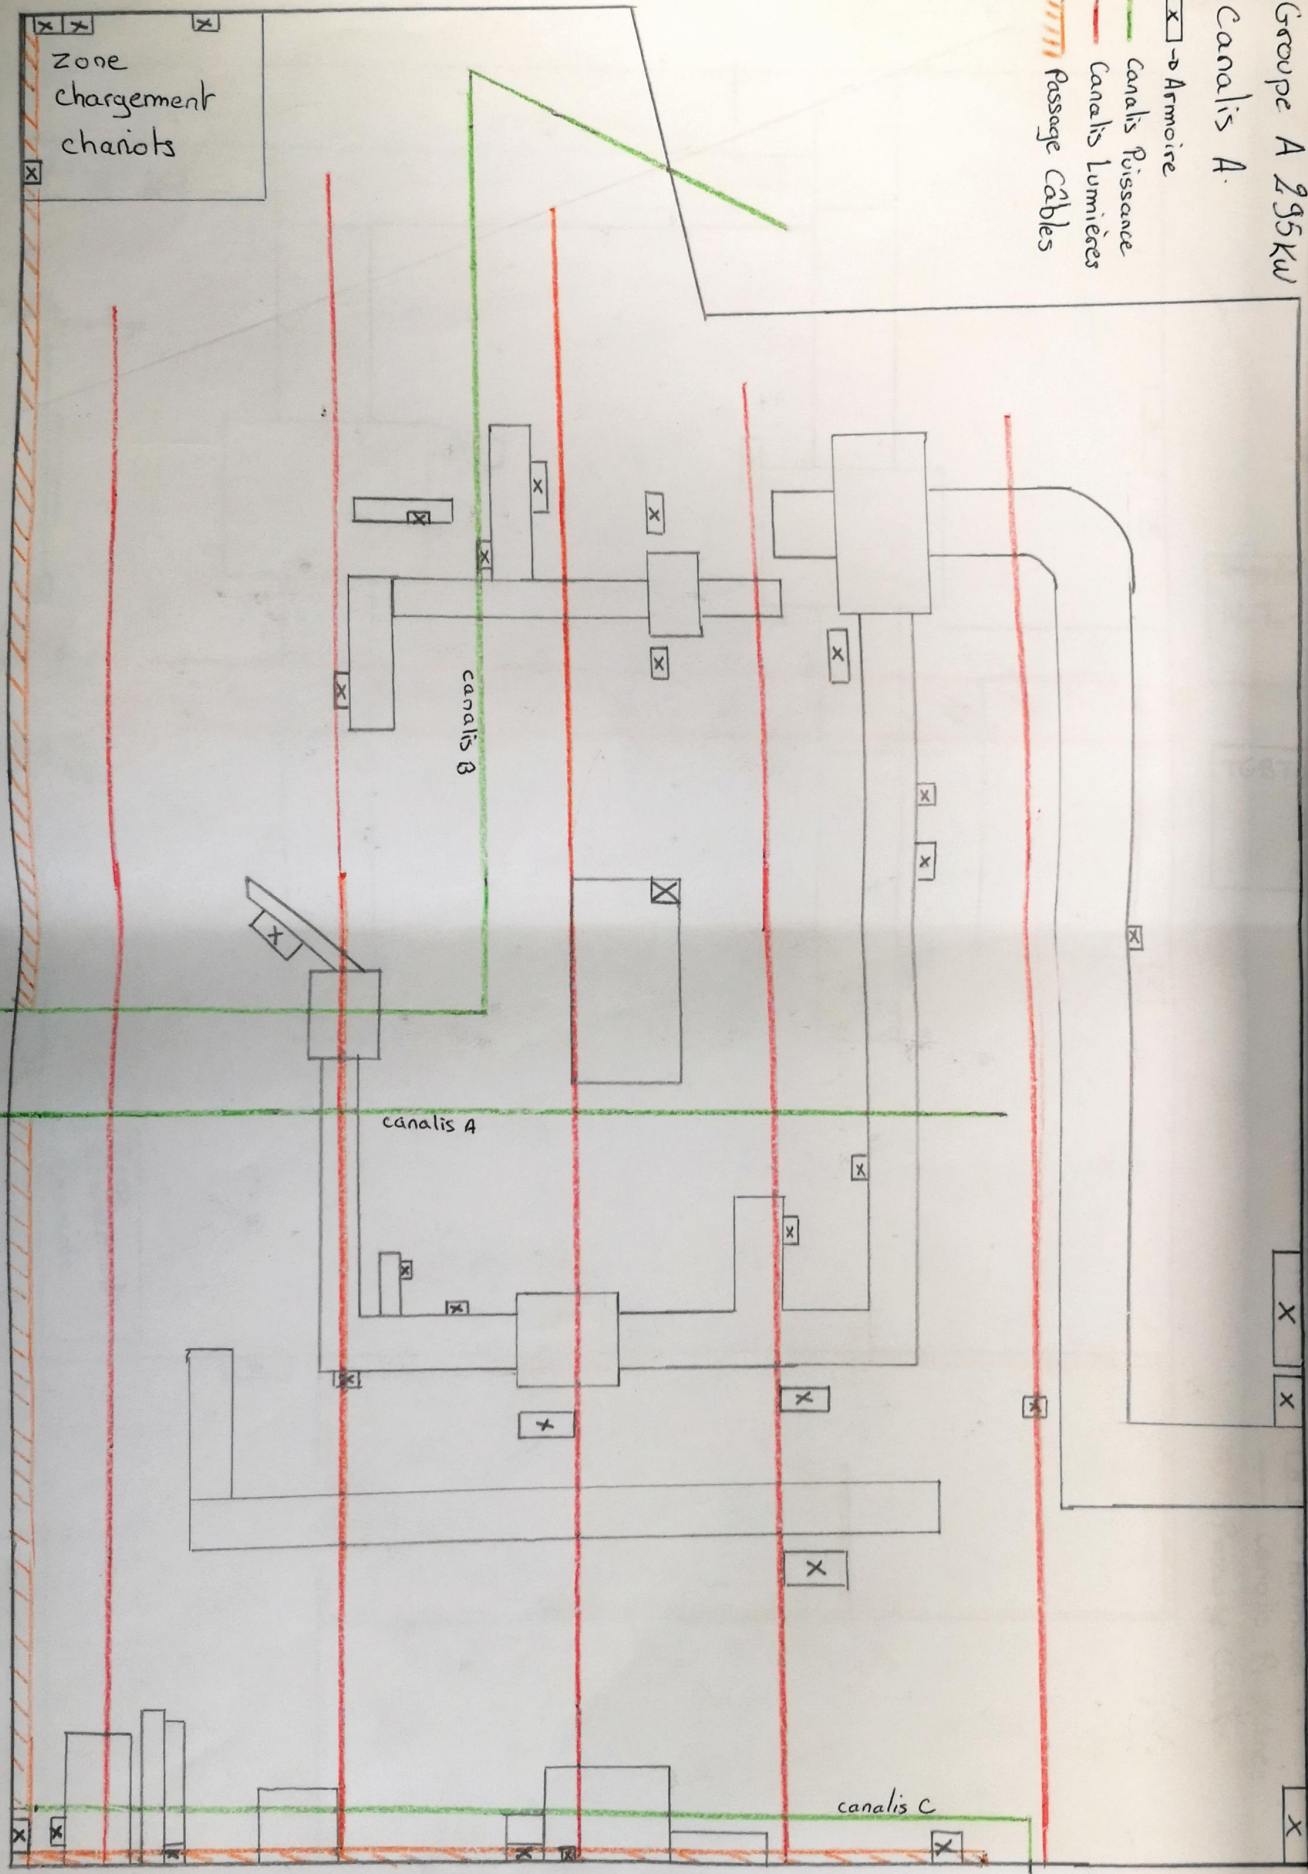 Groupe A 295KW
Canalis A.
x → Armoire
Canalis Puissance
Canalis Lumières
Passage Câbles
zone
chargement
chariots
canalis B
canalis A
canalis C